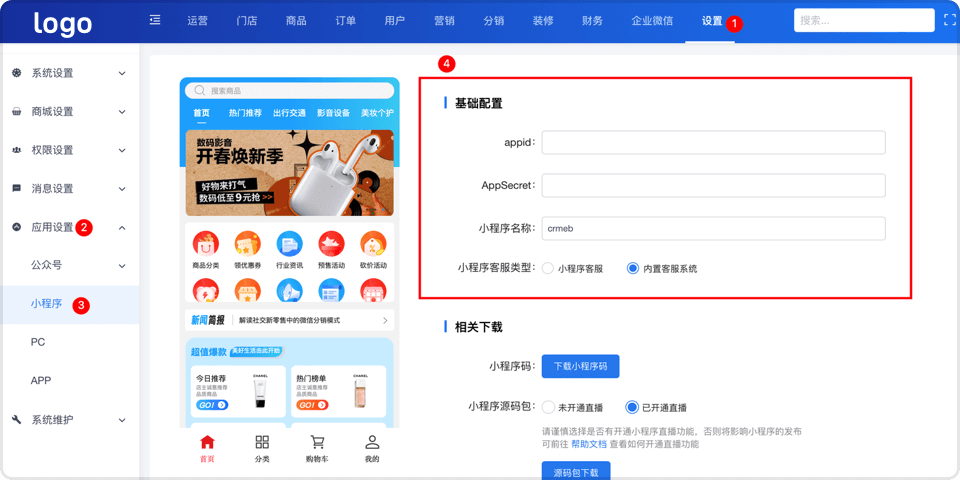 logo
运营 门店 商品 订单 用户 营销 分销 装修 财务 企业微信 设置 1
搜索...
系统设置
商城设置
权限设置
消息设置
应用设置 2
公众号
小程序 3
PC
APP
系统维护
搜索商品
首页 热门推荐 出行交通 影音设备 美妆个护
数码影音
开春焕新季
好物来打气
数码低至9元抢>>
商品分类 领优惠券 行业资讯 预售活动 砍价活动
新闻简报 解读社交新零售中的微信分销模式
超值爆款 美好生活由此开始
今日推荐
店主诚意推荐
品质商品
GO!
CHANEL
热门榜单
店主诚意推荐
品质商品
GO!
CHANEL
首页 分类 购物车 我的
4
基础配置
appid:
AppSecret:
小程序名称: crmeb
小程序客服类型: 小程序客服 内置客服系统
相关下载
小程序码: 下载小程序码
小程序源码包: 未开通直播 已开通直播
请谨慎选择是否有开通小程序直播功能，否则将影响小程序的发布
可前往 帮助文档 查看如何开通直播功能
源码包下载